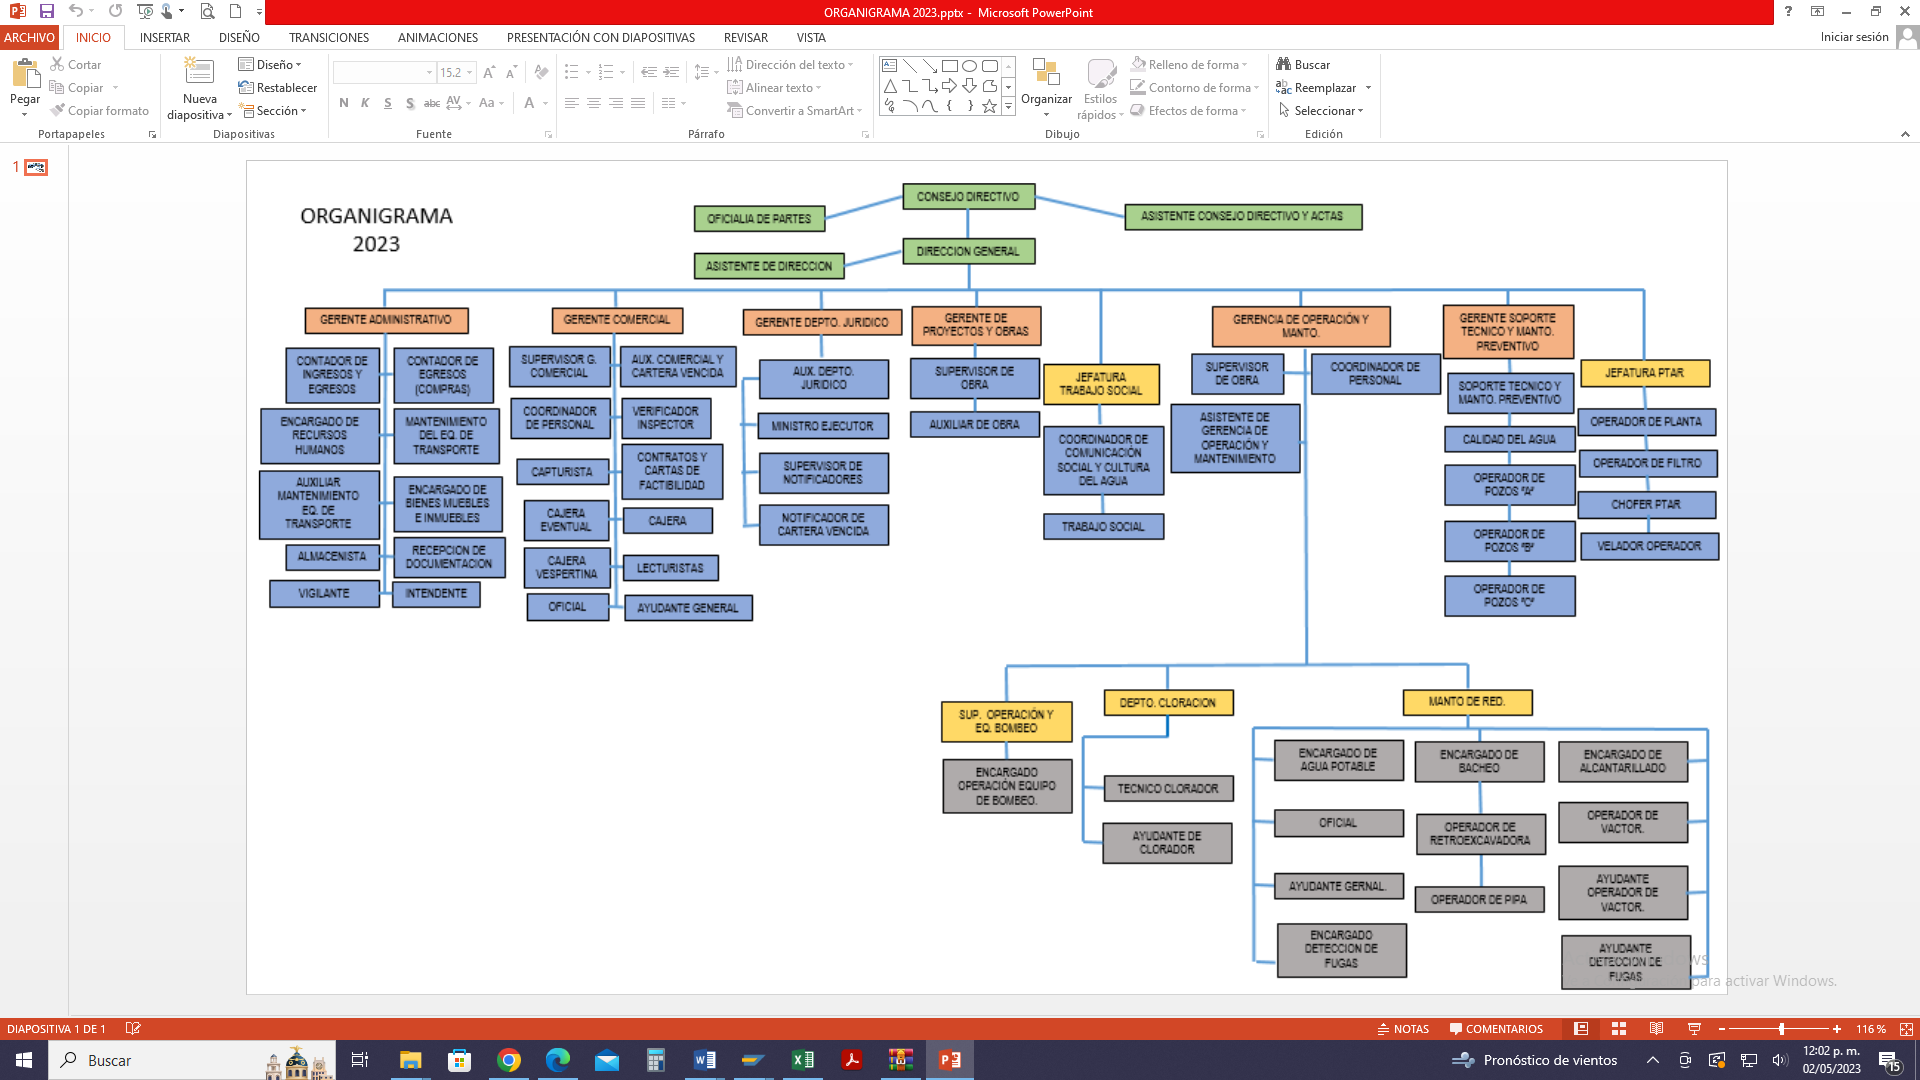 ORGANIGRAMA 2023.pptx - Microsoft PowerPoint
ARCHIVO INICIO INSERTAR DISEÑO TRANSICIONES ANIMACIONES PRESENTACIÓN CON DIAPOSITIVAS REVISAR VISTA
Iniciar sesión
Pegar
Cortar
Copiar
Copiar formato
Portapapeles
Nueva
diapositiva
Diseño
Restablecer
Sección
Diapositivas
15.2
N K S S abc AV Aa A
Fuente
Dirección del texto
Alinear texto
Convertir a SmartArt
Párrafo
Organizar
Estilos
rápidos
Relleno de forma
Contorno de forma
Efectos de forma
Dibujo
Buscar
Reemplazar
Seleccionar
Edición
1
ORGANIGRAMA
2023
CONSEJO DIRECTIVO
OFICIALIA DE PARTES
ASISTENTE CONSEJO DIRECTIVO Y ACTAS
DIRECCION GENERAL
ASISTENTE DE DIRECCION
GERENTE ADMINISTRATIVO
CONTADOR DE
INGRESOS Y
EGRESOS
CONTADOR DE
EGRESOS
(COMPRAS)
ENCARGADO DE
RECURSOS
HUMANOS
MANTENIMIENTO
DEL EQ. DE
TRANSPORTE
AUXILIAR
MANTENIMIENTO
EQ. DE
TRANSPORTE
ENCARGADO DE
BIENES MUEBLES
E INMUEBLES
ALMACENISTA
RECEPCION DE
DOCUMENTACION
VIGILANTE
INTENDENTE
GERENTE COMERCIAL
SUPERVISOR G.
COMERCIAL
AUX. COMERCIAL Y
CARTERA VENCIDA
COORDINADOR
DE PERSONAL
VERIFICADOR
INSPECTOR
CAPTURISTA
CONTRATOS Y
CARTAS DE
FACTIBILIDAD
CAJERA
EVENTUAL
CAJERA
CAJERA
VESPERTINA
LECTURISTAS
OFICIAL
AYUDANTE GENERAL
GERENTE DEPTO. JURIDICO
AUX. DEPTO.
JURIDICO
MINISTRO EJECUTOR
SUPERVISOR DE
NOTIFICADORES
NOTIFICADOR DE
CARTERA VENCIDA
GERENTE DE
PROYECTOS Y OBRAS
SUPERVISOR DE
OBRA
AUXILIAR DE OBRA
JEFATURA
TRABAJO SOCIAL
COORDINADOR DE
COMUNICACIÓN
SOCIAL Y CULTURA
DEL AGUA
TRABAJO SOCIAL
GERENCIA DE OPERACIÓN Y
MANTO.
SUPERVISOR
DE OBRA
COORDINADOR DE
PERSONAL
ASISTENTE DE
GERENCIA DE
OPERACIÓN Y
MANTENIMIENTO
GERENTE SOPORTE
TECNICO Y MANTO.
PREVENTIVO
SOPORTE TECNICO Y
MANTO. PREVENTIVO
CALIDAD DEL AGUA
OPERADOR DE
POZOS "A"
OPERADOR DE
POZOS "B"
OPERADOR DE
POZOS "C"
JEFATURA PTAR
OPERADOR DE PLANTA
OPERADOR DE FILTRO
CHOFER PTAR
VELADOR OPERADOR
SUP. OPERACIÓN Y
EQ. BOMBEO
ENCARGADO
OPERACIÓN EQUIPO
DE BOMBEO.
DEPTO. CLORACION
TECNICO CLORADOR
AYUDANTE DE
CLORADOR
MANTO DE RED.
ENCARGADO DE
AGUA POTABLE
OFICIAL
AYUDANTE GERNAL.
ENCARGADO
DETECCION DE
FUGAS
ENCARGADO DE
BACHEO
OPERADOR DE
RETROEXCAVADORA
OPERADOR DE PIPA
ENCARGADO DE
ALCANTARILLADO
OPERADOR DE
VACTOR.
AYUDANTE
OPERADOR DE
VACTOR.
AYUDANTE
DETECCION DE
FUGAS
para activar Windows.
DIAPOSITIVA 1 DE 1
NOTAS COMENTARIOS 116 %
Buscar
Pronóstico de vientos
12:02 p. m.
02/05/2023
15